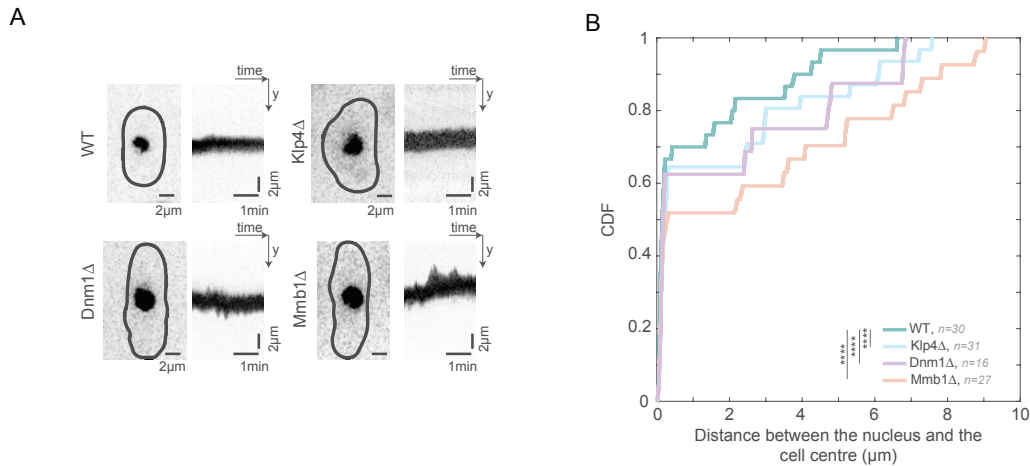 A
time
y
WT
2µm
1min
2µm
time
y
Klp4Δ
2µm
1min
2µm
time
y
Dnm1Δ
2µm
1min
2µm
time
y
Mmb1Δ
1min
2µm
B
1
0.8
0.6
0.4
0.2
0
CDF
0 2 4 6 8 10
Distance between the nucleus and the
cell centre (µm)
**** **** ****
WT, n=30
Klp4Δ, n=31
Dnm1Δ, n=16
Mmb1Δ, n=27